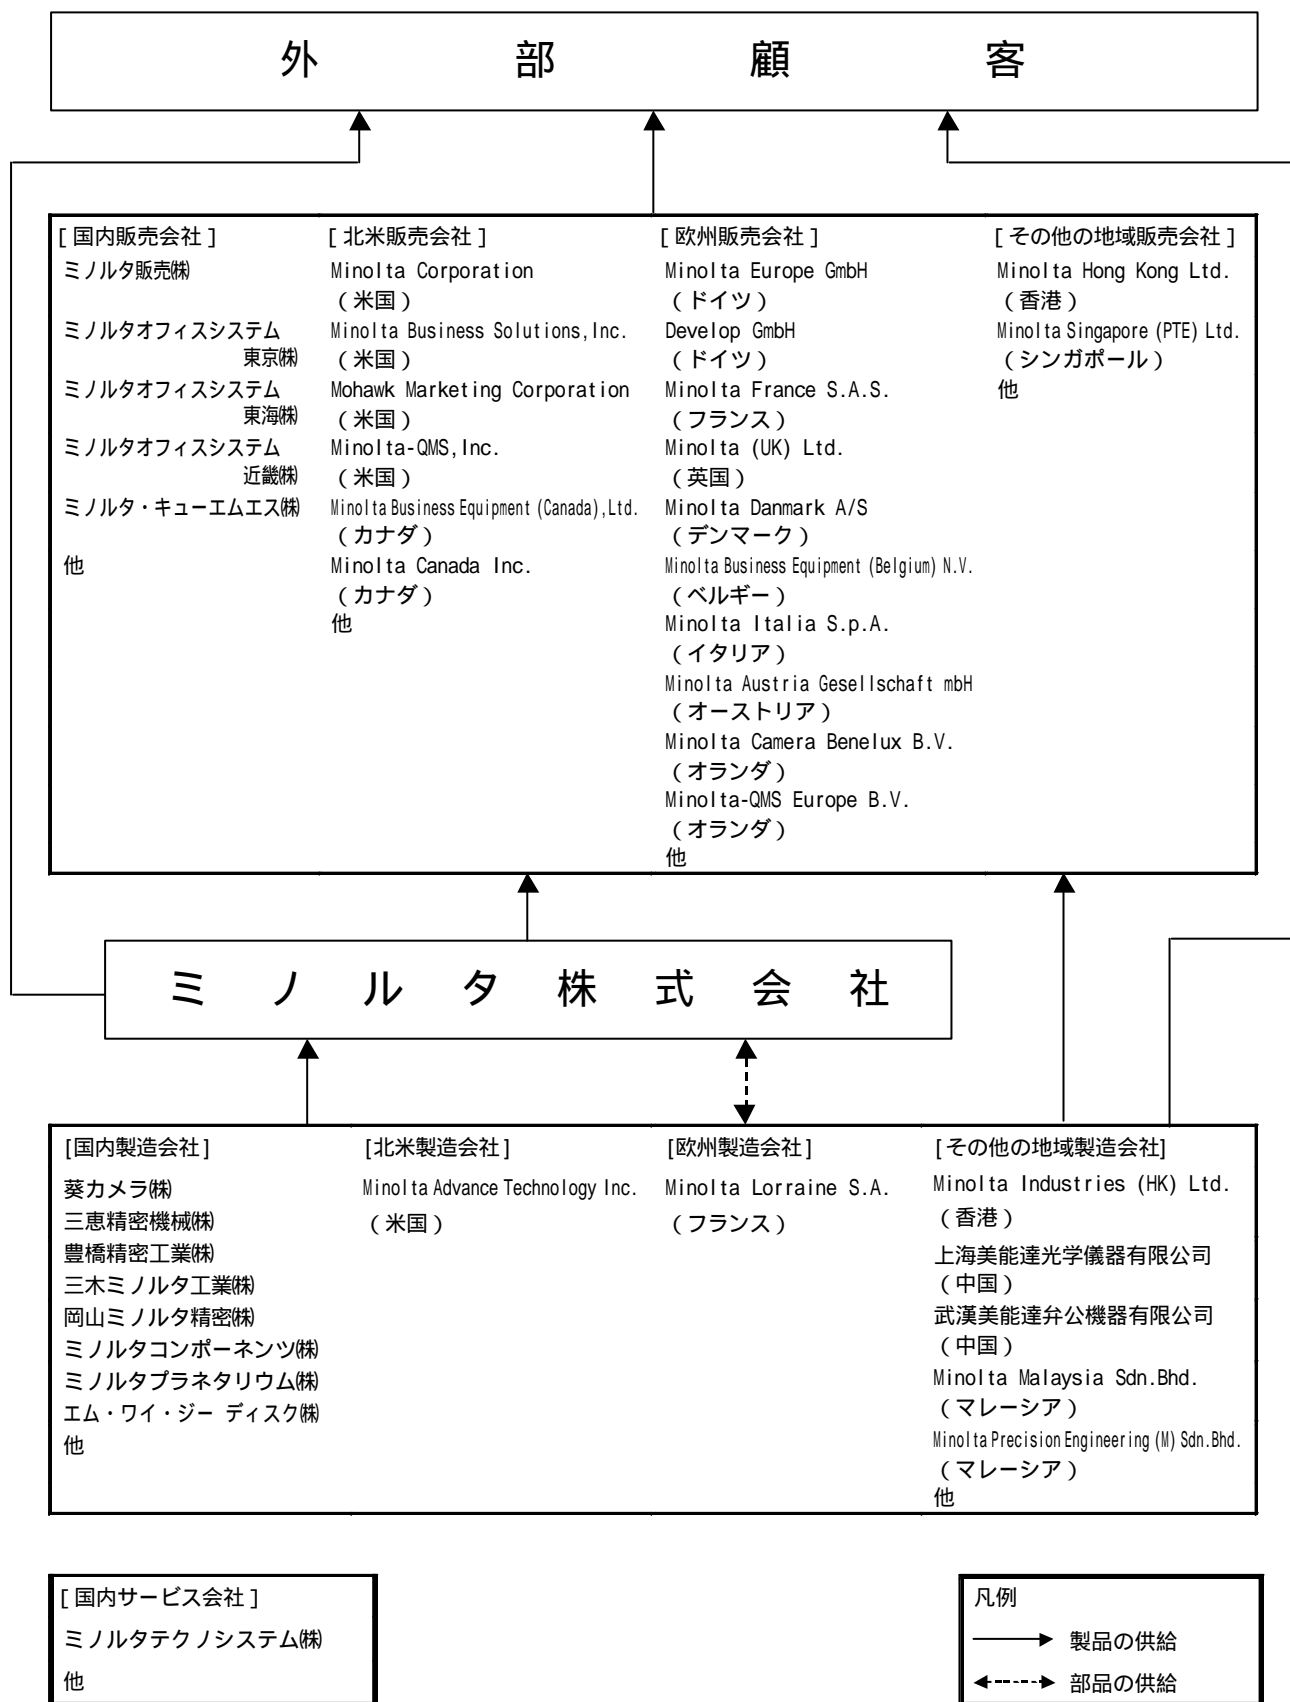 外部顧客
[国内販売会社]
ミノルタ販売㈱
ミノルタオフィスシステム
東京㈱
ミノルタオフィスシステム
東海㈱
ミノルタオフィスシステム
近畿㈱
ミノルタ・キューエムエス㈱
他
[北米販売会社]
Minolta Corporation
（米国）
Minolta Business Solutions,Inc.
（米国）
Mohawk Marketing Corporation
（米国）
Minolta-QMS,Inc.
（米国）
Minolta Business Equipment (Canada),Ltd.
（カナダ）
Minolta Canada Inc.
（カナダ）
他
[欧州販売会社]
Minolta Europe GmbH
（ドイツ）
Develop GmbH
（ドイツ）
Minolta France S.A.S.
（フランス）
Minolta (UK) Ltd.
（英国）
Minolta Danmark A/S
（デンマーク）
Minolta Business Equipment (Belgium) N.V.
（ベルギー）
Minolta Italia S.p.A.
（イタリア）
Minolta Austria Gesellschaft mbH
（オーストリア）
Minolta Camera Benelux B.V.
（オランダ）
Minolta-QMS Europe B.V.
（オランダ）
他
[その他の地域販売会社]
Minolta Hong Kong Ltd.
（香港）
Minolta Singapore (PTE) Ltd.
（シンガポール）
他
ミノルタ株式会社
[国内製造会社]
葵カメラ㈱
三恵精密機械㈱
豊橋精密工業㈱
三木ミノルタ工業㈱
岡山ミノルタ精密㈱
ミノルタコンポーネンツ㈱
ミノルタプラネタリウム㈱
エム・ワイ・ジー ディスク㈱
他
[北米製造会社]
Minolta Advance Technology Inc.
（米国）
[欧州製造会社]
Minolta Lorraine S.A.
（フランス）
[その他の地域製造会社]
Minolta Industries (HK) Ltd.
（香港）
上海美能達光学儀器有限公司
（中国）
武漢美能達弁公機器有限公司
（中国）
Minolta Malaysia Sdn.Bhd.
（マレーシア）
Minolta Precision Engineering (M) Sdn.Bhd.
（マレーシア）
他
[国内サービス会社]
ミノルタテクノシステム㈱
他
凡例
製品の供給
部品の供給